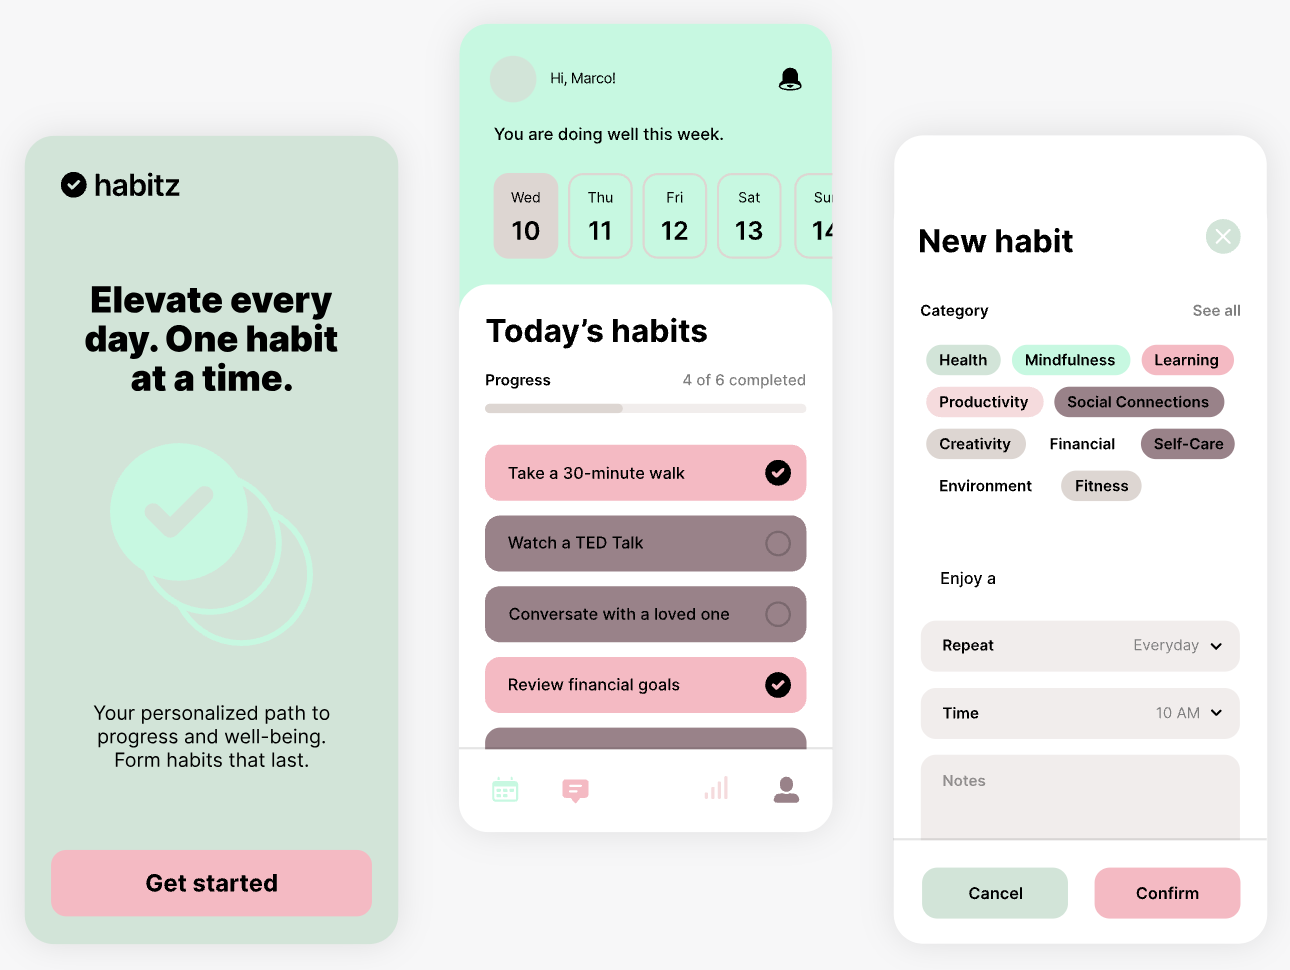 habitz
Elevate every
day. One habit
at a time.
Your personalized path to
progress and well-being.
Form habits that last.
Get started
Hi, Marco!
You are doing well this week.
Wed Thu Fri Sat Sun
10 11 12 13 14
Today's habits
Progress 4 of 6 completed
Take a 30-minute walk
Watch a TED Talk
Conversate with a loved one
Review financial goals
New habit
Category See all
Health Mindfulness Learning
Productivity Social Connections
Creativity Financial Self-Care
Environment Fitness
Enjoy a
Repeat Everyday
Time 10 AM
Notes
Cancel Confirm